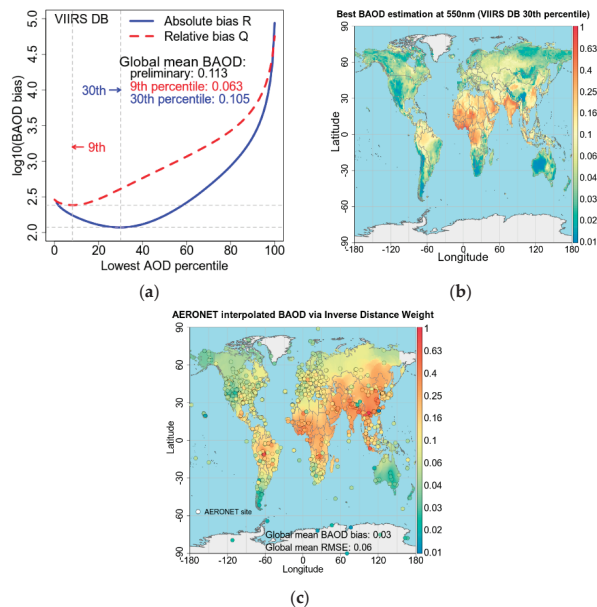 VIIRS DB
Absolute bias R
Relative bias Q
Global mean BAOD:
preliminary: 0.113
9th percentile: 0.063
30th percentile: 0.105
30th
9th
log10(BAOD bias)
5.0
4.5
4.0
3.5
3.0
2.5
2.0
0 20 40 60 80 100
Lowest AOD percentile
(a)
Best BAOD estimation at 550nm (VIIRS DB 30th percentile)
Latitude
90
60
30
0
-30
-60
-90
-180 -120 -60 0 60 120 180
Longitude
1
0.63
0.4
0.25
0.16
0.1
0.06
0.04
0.03
0.02
0.01
(b)
AERONET interpolated BAOD via Inverse Distance Weight
Latitude
90
60
30
0
-30
-60
-90
AERONET site
Global mean BAOD bias: 0.03
Global mean RMSE: 0.06
-180 -120 -60 0 60 120 180
Longitude
1
0.63
0.4
0.25
0.16
0.1
0.06
0.04
0.03
0.02
0.01
(c)